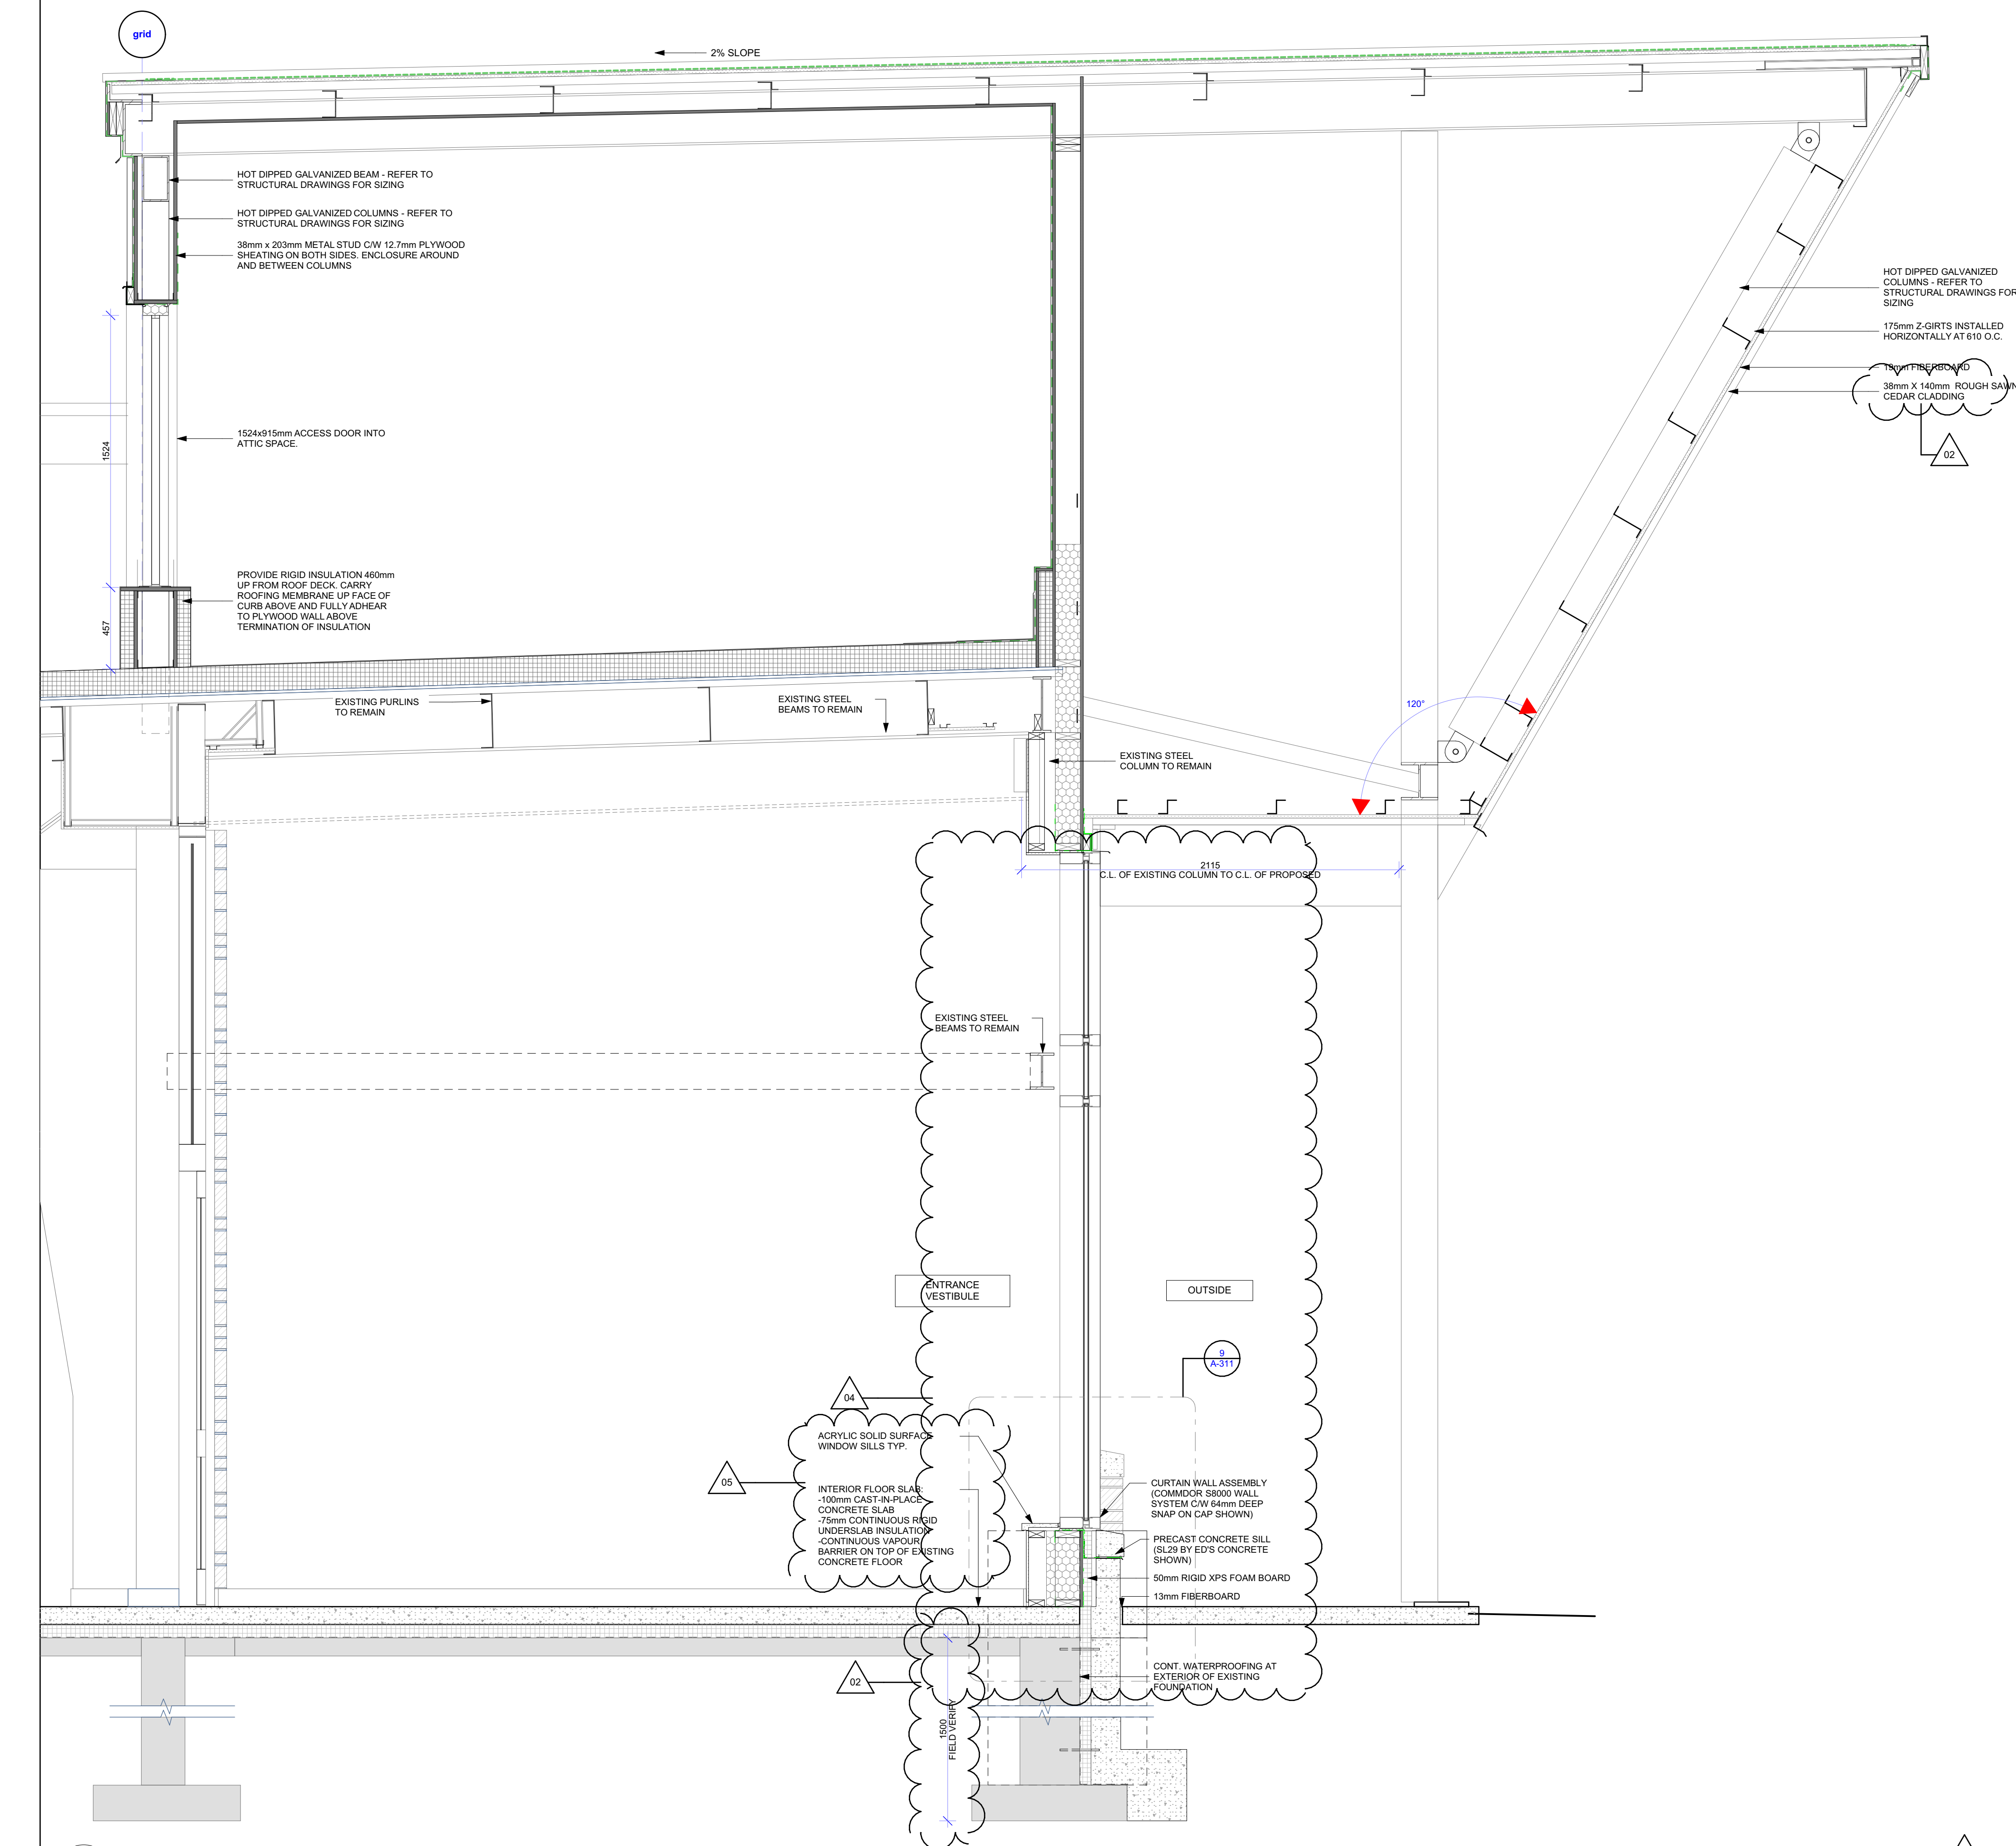 grid
2% SLOPE
HOT DIPPED GALVANIZED BEAM - REFER TO
STRUCTURAL DRAWINGS FOR SIZING
HOT DIPPED GALVANIZED COLUMNS - REFER TO
STRUCTURAL DRAWINGS FOR SIZING
38mm x 203mm METAL STUD C/W 12.7mm PLYWOOD
SHEATING ON BOTH SIDES. ENCLOSURE AROUND
AND BETWEEN COLUMNS
HOT DIPPED GALVANIZED
COLUMNS - REFER TO
STRUCTURAL DRAWINGS FOR
SIZING
175mm Z-GIRTS INSTALLED
HORIZONTALLY AT 610 O.C.
19mm FIBERBOARD
38mm X 140mm ROUGH SAWN
CEDAR CLADDING
02
1524
1524x915mm ACCESS DOOR INTO
ATTIC SPACE.
457
PROVIDE RIGID INSULATION 460mm
UP FROM ROOF DECK. CARRY
ROOFING MEMBRANE UP FACE OF
CURB ABOVE AND FULLY ADHEAR
TO PLYWOOD WALL ABOVE
TERMINATION OF INSULATION
EXISTING PURLINS
TO REMAIN
EXISTING STEEL
BEAMS TO REMAIN
120°
EXISTING STEEL
COLUMN TO REMAIN
2115
C.L. OF EXISTING COLUMN TO C.L. OF PROPOSED
EXISTING STEEL
BEAMS TO REMAIN
ENTRANCE
VESTIBULE
OUTSIDE
9
A-311
04
ACRYLIC SOLID SURFACE
WINDOW SILLS TYP.
05
INTERIOR FLOOR SLAB:
-100mm CAST-IN-PLACE
CONCRETE SLAB
-75mm CONTINUOUS RIGID
UNDERSLAB INSULATION
-CONTINUOUS VAPOUR
BARRIER ON TOP OF EXISTING
CONCRETE FLOOR
CURTAIN WALL ASSEMBLY
(COMMDOR S8000 WALL
SYSTEM C/W 64mm DEEP
SNAP ON CAP SHOWN)
PRECAST CONCRETE SILL
(SL29 BY ED'S CONCRETE
SHOWN)
50mm RIGID XPS FOAM BOARD
13mm FIBERBOARD
02
CONT. WATERPROOFING AT
EXTERIOR OF EXISTING
FOUNDATION
1500
FIELD VERIFY